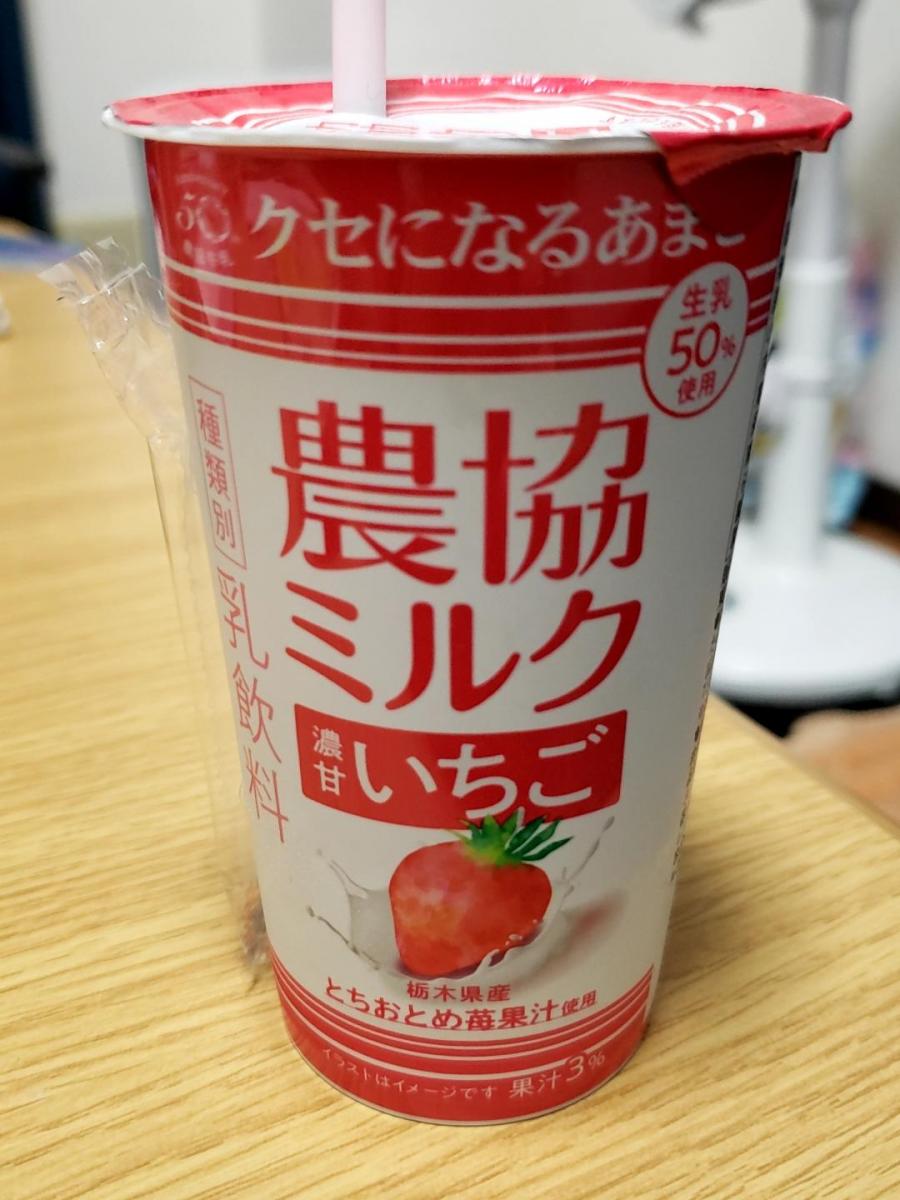 50
クセになるあま
生乳
50%
使用
農協
ミルク
種類別
乳飲料
濃甘
いちご
栃木県産
とちおとめ苺果汁使用
イラストはイメージです 果汁3%